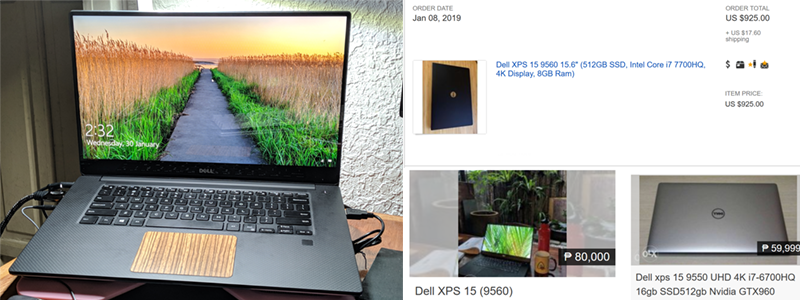 2:32
Wednesday, 30 January
DELL
ORDER DATE
Jan 08, 2019
ORDER TOTAL
US $925.00
+ US $17.60
shipping
Dell XPS 15 9560 15.6" (512GB SSD, Intel Core i7 7700HQ,
4K Display, 8GB Ram)
$
ITEM PRICE:
US $925.00
₱ 80,000
Dell XPS 15 (9560)
DELL
OLX
₱ 59,999
Dell xps 15 9550 UHD 4K i7-6700HQ
16gb SSD512gb Nvidia GTX960